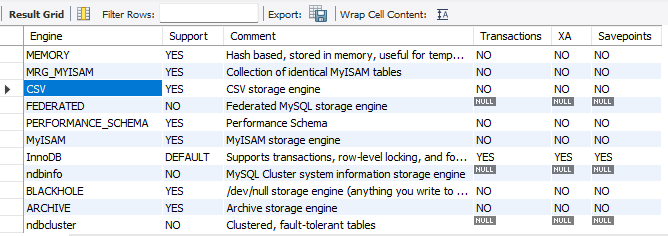 Result Grid Filter Rows: Export: Wrap Cell Content:
Engine Support Comment Transactions XA Savepoints
MEMORY YES Hash based, stored in memory, useful for temp... NO NO NO
MRG_MYISAM YES Collection of identical MyISAM tables NO NO NO
CSV YES CSV storage engine NO NO NO
FEDERATED NO Federated MySQL storage engine NULL NULL NULL
PERFORMANCE_SCHEMA YES Performance Schema NO NO NO
MyISAM YES MyISAM storage engine NO NO NO
InnoDB DEFAULT Supports transactions, row-level locking, and fo... YES YES YES
ndbinfo NO MySQL Cluster system information storage engine NULL NULL NULL
BLACKHOLE YES /dev/null storage engine (anything you write to ... NO NO NO
ARCHIVE YES Archive storage engine NO NO NO
ndbcluster NO Clustered, fault-tolerant tables NULL NULL NULL